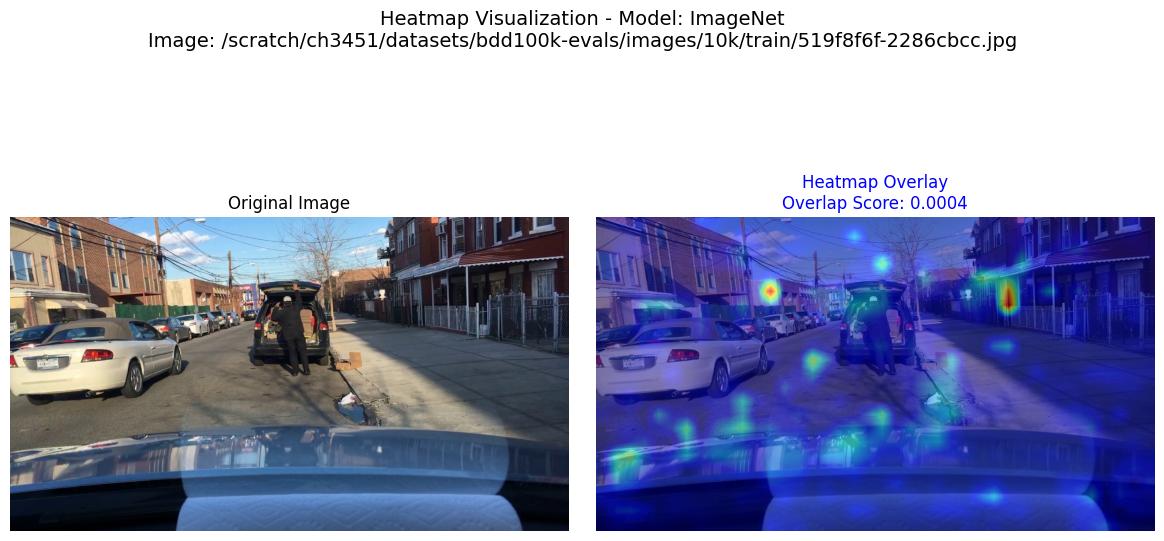 Heatmap Visualization - Model: ImageNet
Image: /scratch/ch3451/datasets/bdd100k-evals/images/10k/train/519f8f6f-2286cbcc.jpg
Original Image
Heatmap Overlay
Overlap Score: 0.0004